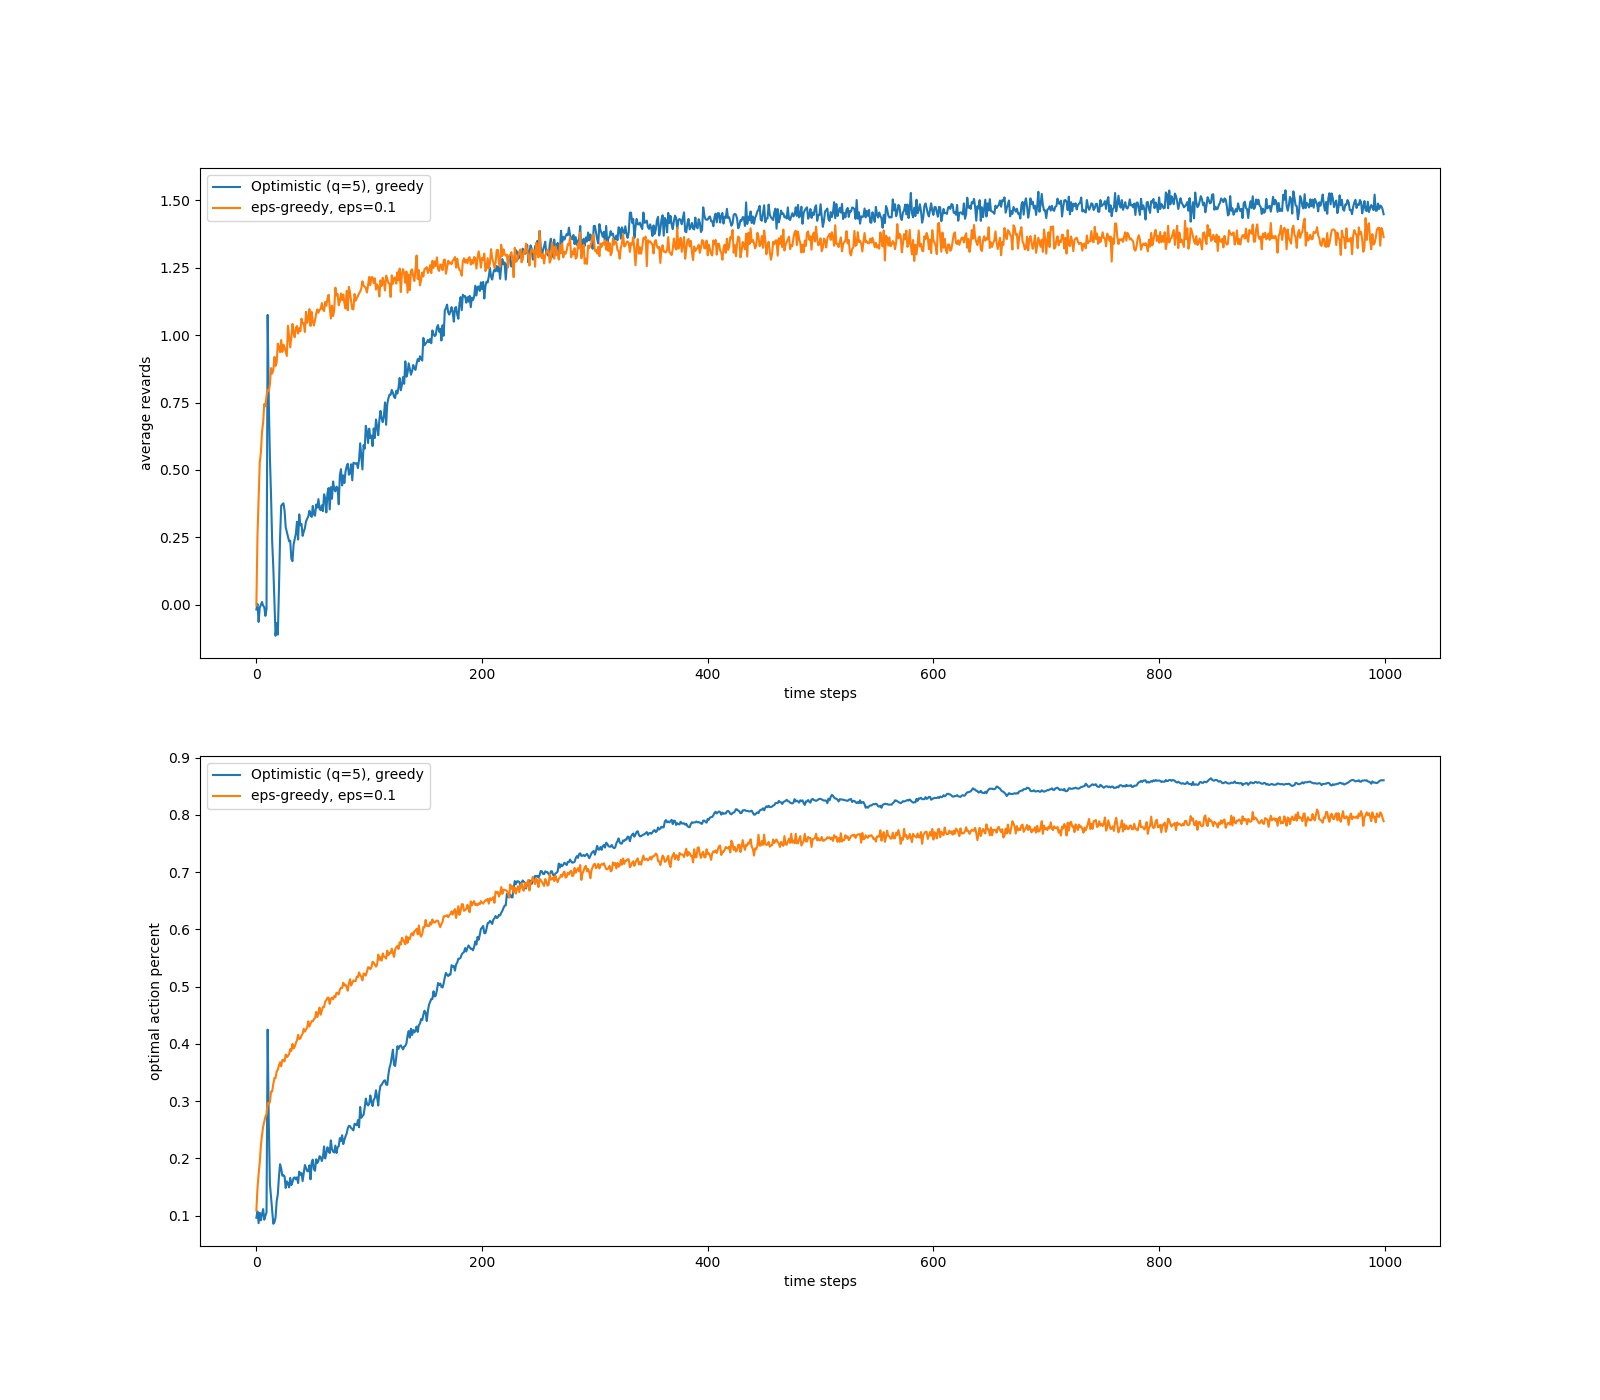 Optimistic (q=5), greedy
eps-greedy, eps=0.1
1.50
1.25
1.00
0.75
0.50
0.25
0.00
average revards
0 200 400 600 800 1000
time steps
Optimistic (q=5), greedy
eps-greedy, eps=0.1
0.9
0.8
0.7
0.6
0.5
0.4
0.3
0.2
0.1
optimal action percent
0 200 400 600 800 1000
time steps